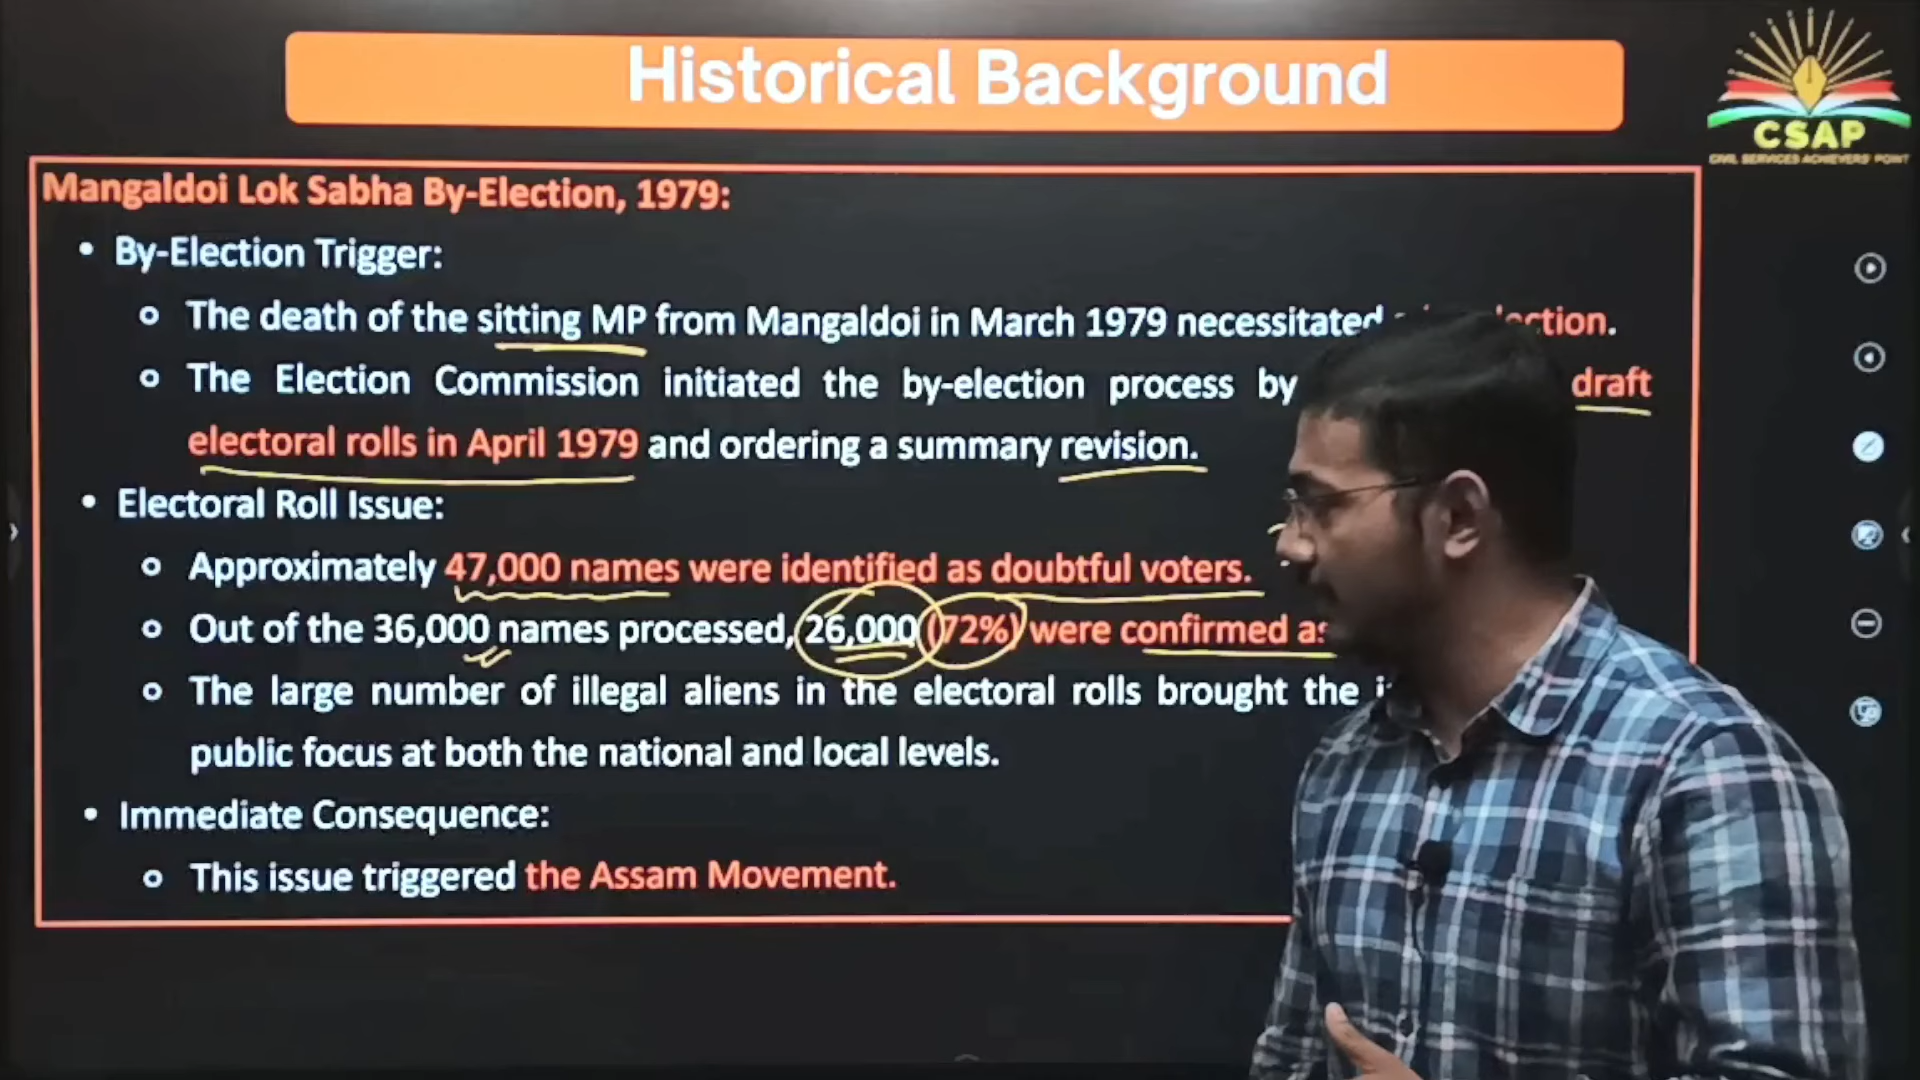 Historical Background
CSAP
CIVIL SERVICES ACHIEVERS' POINT
Mangaldoi Lok Sabha By-Election, 1979:
• By-Election Trigger:
o The death of the sitting MP from Mangaldoi in March 1979 necessitated
o The Election Commission initiated the by-election process by draft
electoral rolls in April 1979 and ordering a summary revision.
• Electoral Roll Issue:
o Approximately 47,000 names were identified as doubtful voters.
o Out of the 36,000 names processed, 26,000 (72%) were confirmed as
o The large number of illegal aliens in the electoral rolls brought the
public focus at both the national and local levels.
• Immediate Consequence:
o This issue triggered the Assam Movement.